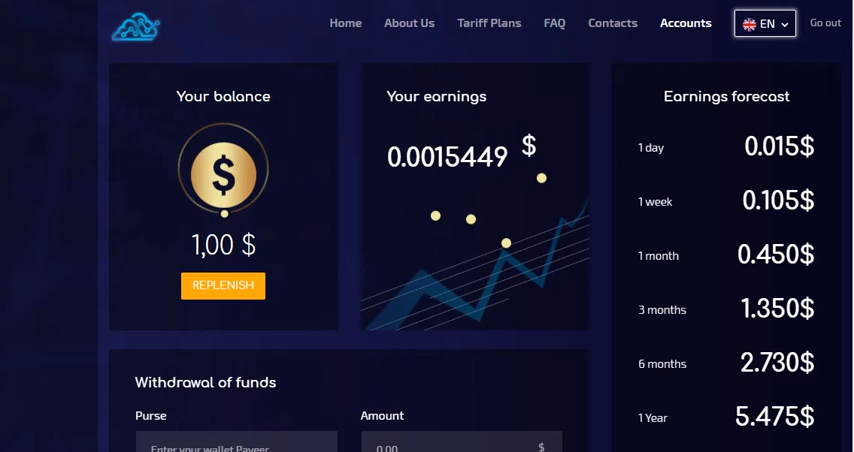 Home About Us Tariff Plans FAQ Contacts Accounts EN Go out
Your balance
$
1,00 $
REPLENISH
Your earnings
0.0015449 $
Earnings forecast
1 day 0.015$
1 week 0.105$
1 month 0.450$
3 months 1.350$
6 months 2.730$
1 Year 5.475$
Withdrawal of funds
Purse Amount
Enter your wallet Payeer 0.00 $